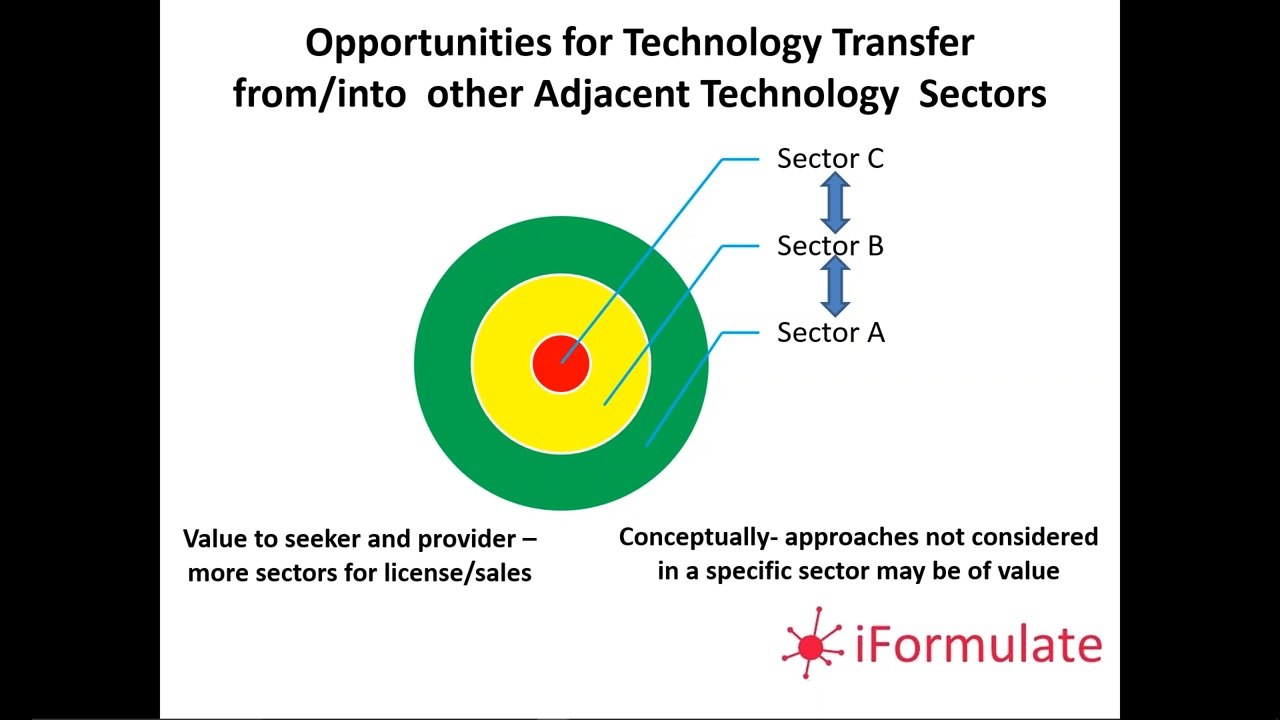 Opportunities for Technology Transfer
from/into other Adjacent Technology Sectors
Sector C
Sector B
Sector A
Value to seeker and provider –
more sectors for license/sales
Conceptually- approaches not considered
in a specific sector may be of value
iFormulate